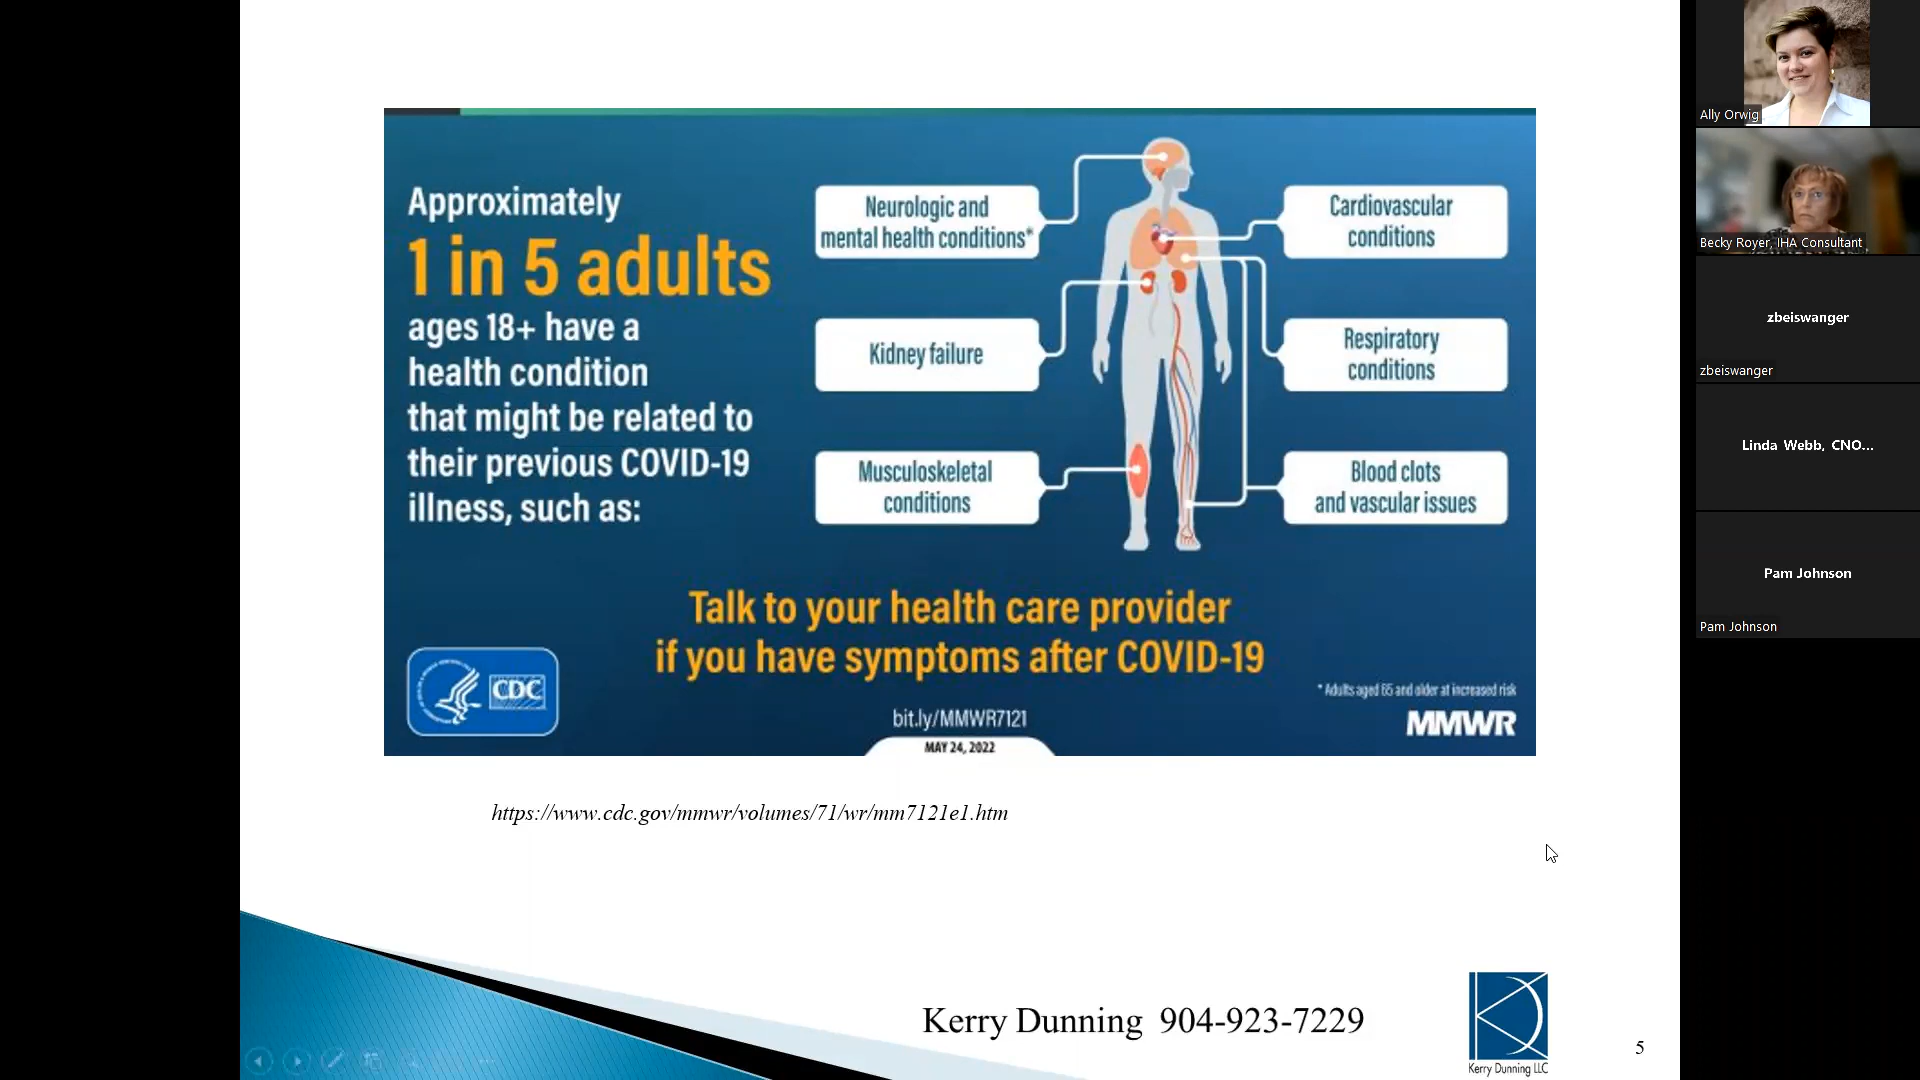 Approximately
1 in 5 adults
ages 18+ have a
health condition
that might be related to
their previous COVID-19
illness, such as:
Neurologic and
mental health conditions*
Kidney failure
Musculoskeletal
conditions
Cardiovascular
conditions
Respiratory
conditions
Blood clots
and vascular issues
Talk to your health care provider
if you have symptoms after COVID-19
CDC
bit.ly/MMWR7121
MAY 24, 2022
* Adults aged 65 and older at increased risk
MMWR
https://www.cdc.gov/mmwr/volumes/71/wr/mm7121e1.htm
Kerry Dunning 904-923-7229
Kerry Dunning LLC
5
Ally Orwig
Becky Royer, IHA Consultant
zbeiswanger
zbeiswanger
Linda Webb, CNO...
Pam Johnson
Pam Johnson